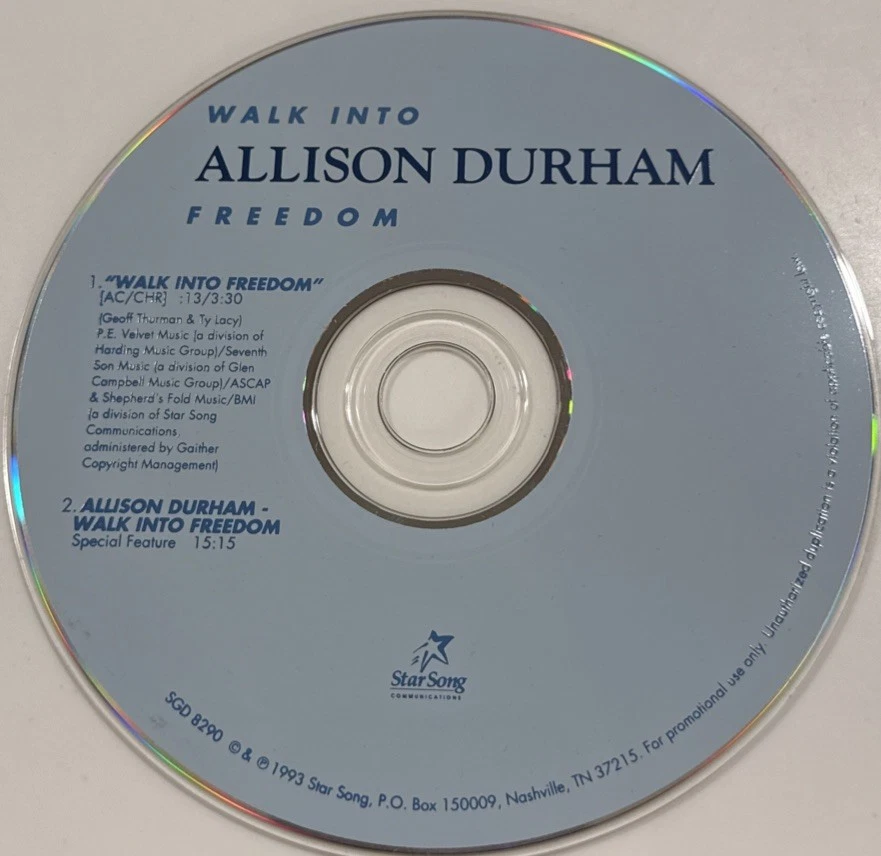 WALK INTO
ALLISON DURHAM
FREEDOM
1. "WALK INTO FREEDOM"
[AC/CHR] :13/3:30
(Geoff Thurman & Ty Lacy)
P.E. Velvet Music (a division of
Harding Music Group)/Seventh
Son Music (a division of Glen
Campbell Music Group)/ASCAP
& Shepherd's Fold Music/BMI
(a division of Star Song
Communications,
administered by Gaither
Copyright Management)
2. ALLISON DURHAM -
WALK INTO FREEDOM
Special Feature 15:15
Star Song
COMMUNICATIONS
SGD 8290 © & ℗ 1993 Star Song, P.O. Box 150009, Nashville, TN 37215. For promotional use only. Unauthorized duplication is a violation of applicable copyright law.